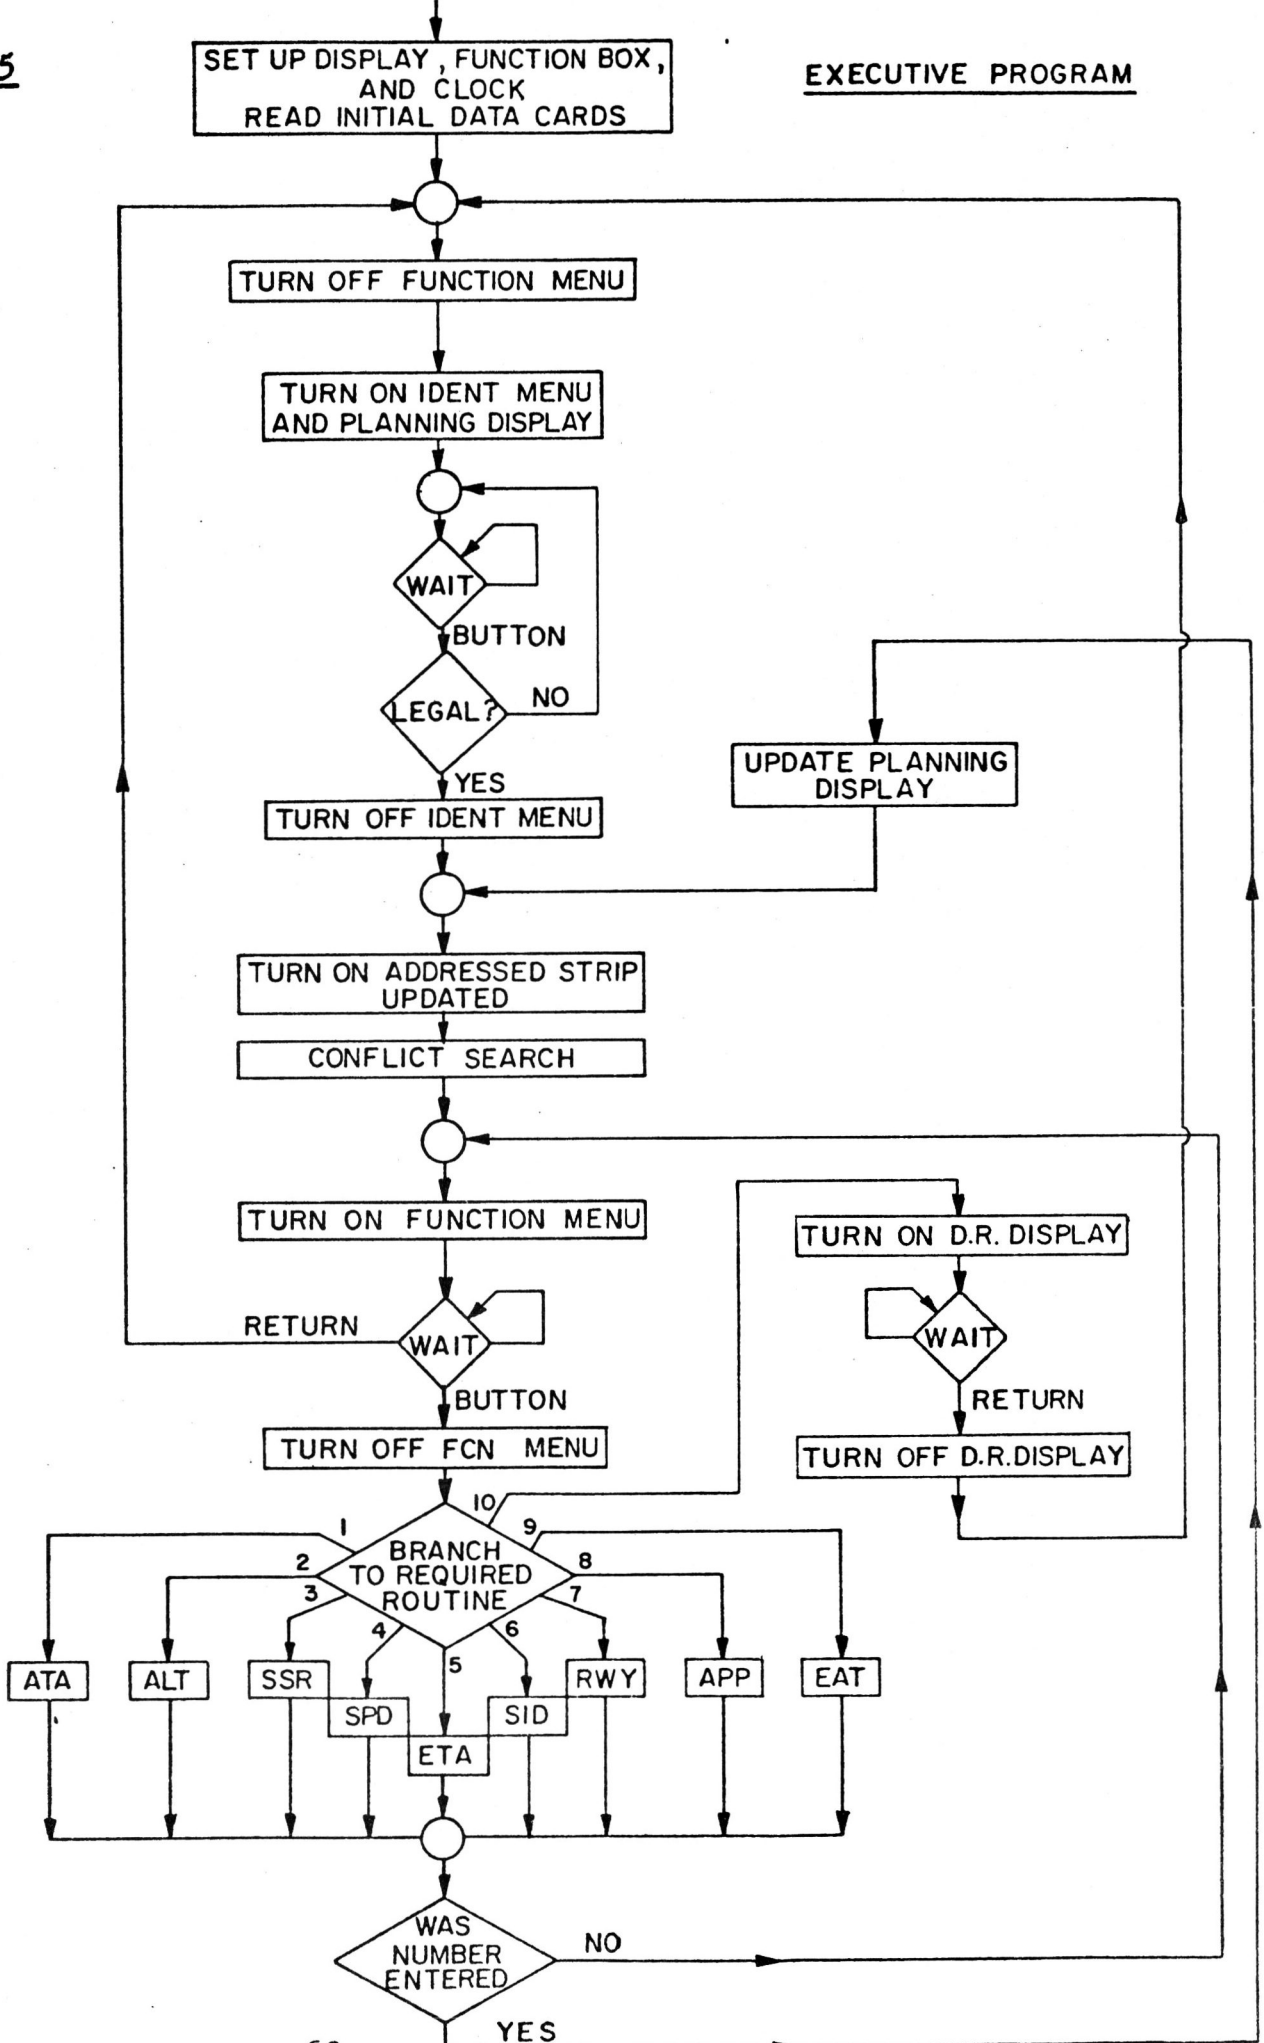 5
EXECUTIVE PROGRAM
SET UP DISPLAY, FUNCTION BOX,
AND CLOCK
READ INITIAL DATA CARDS
TURN OFF FUNCTION MENU
TURN ON IDENT MENU
AND PLANNING DISPLAY
WAIT
BUTTON
LEGAL?
NO
YES
UPDATE PLANNING
DISPLAY
TURN OFF IDENT MENU
TURN ON ADDRESSED STRIP
UPDATED
CONFLICT SEARCH
TURN ON FUNCTION MENU
TURN ON D.R. DISPLAY
RETURN
WAIT
WAIT
BUTTON
RETURN
TURN OFF FCN MENU
TURN OFF D.R.DISPLAY
10
1
9
BRANCH
TO REQUIRED
ROUTINE
2
8
3
7
4
6
5
ATA
ALT
SSR
RWY
APP
EAT
SPD
SID
ETA
WAS
NUMBER
ENTERED
NO
YES